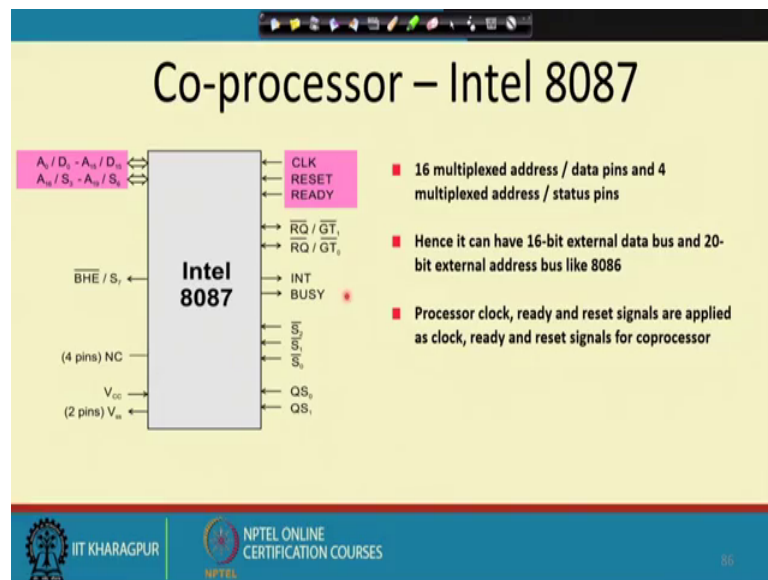 Co-processor – Intel 8087
A₀ / D₀ - A₁₅ / D₁₅
A₁₆ / S₃ - A₁₉ / S₆
BHE / S₇
(4 pins) NC
Vcc
(2 pins) Vss
Intel
8087
CLK
RESET
READY
RQ / GT₁
RQ / GT₀
INT
BUSY
S₂
S₁
S₀
QS₀
QS₁
■ 16 multiplexed address / data pins and 4
multiplexed address / status pins
■ Hence it can have 16-bit external data bus and 20-
bit external address bus like 8086
■ Processor clock, ready and reset signals are applied
as clock, ready and reset signals for coprocessor
IIT KHARAGPUR
NPTEL
NPTEL ONLINE
CERTIFICATION COURSES
86